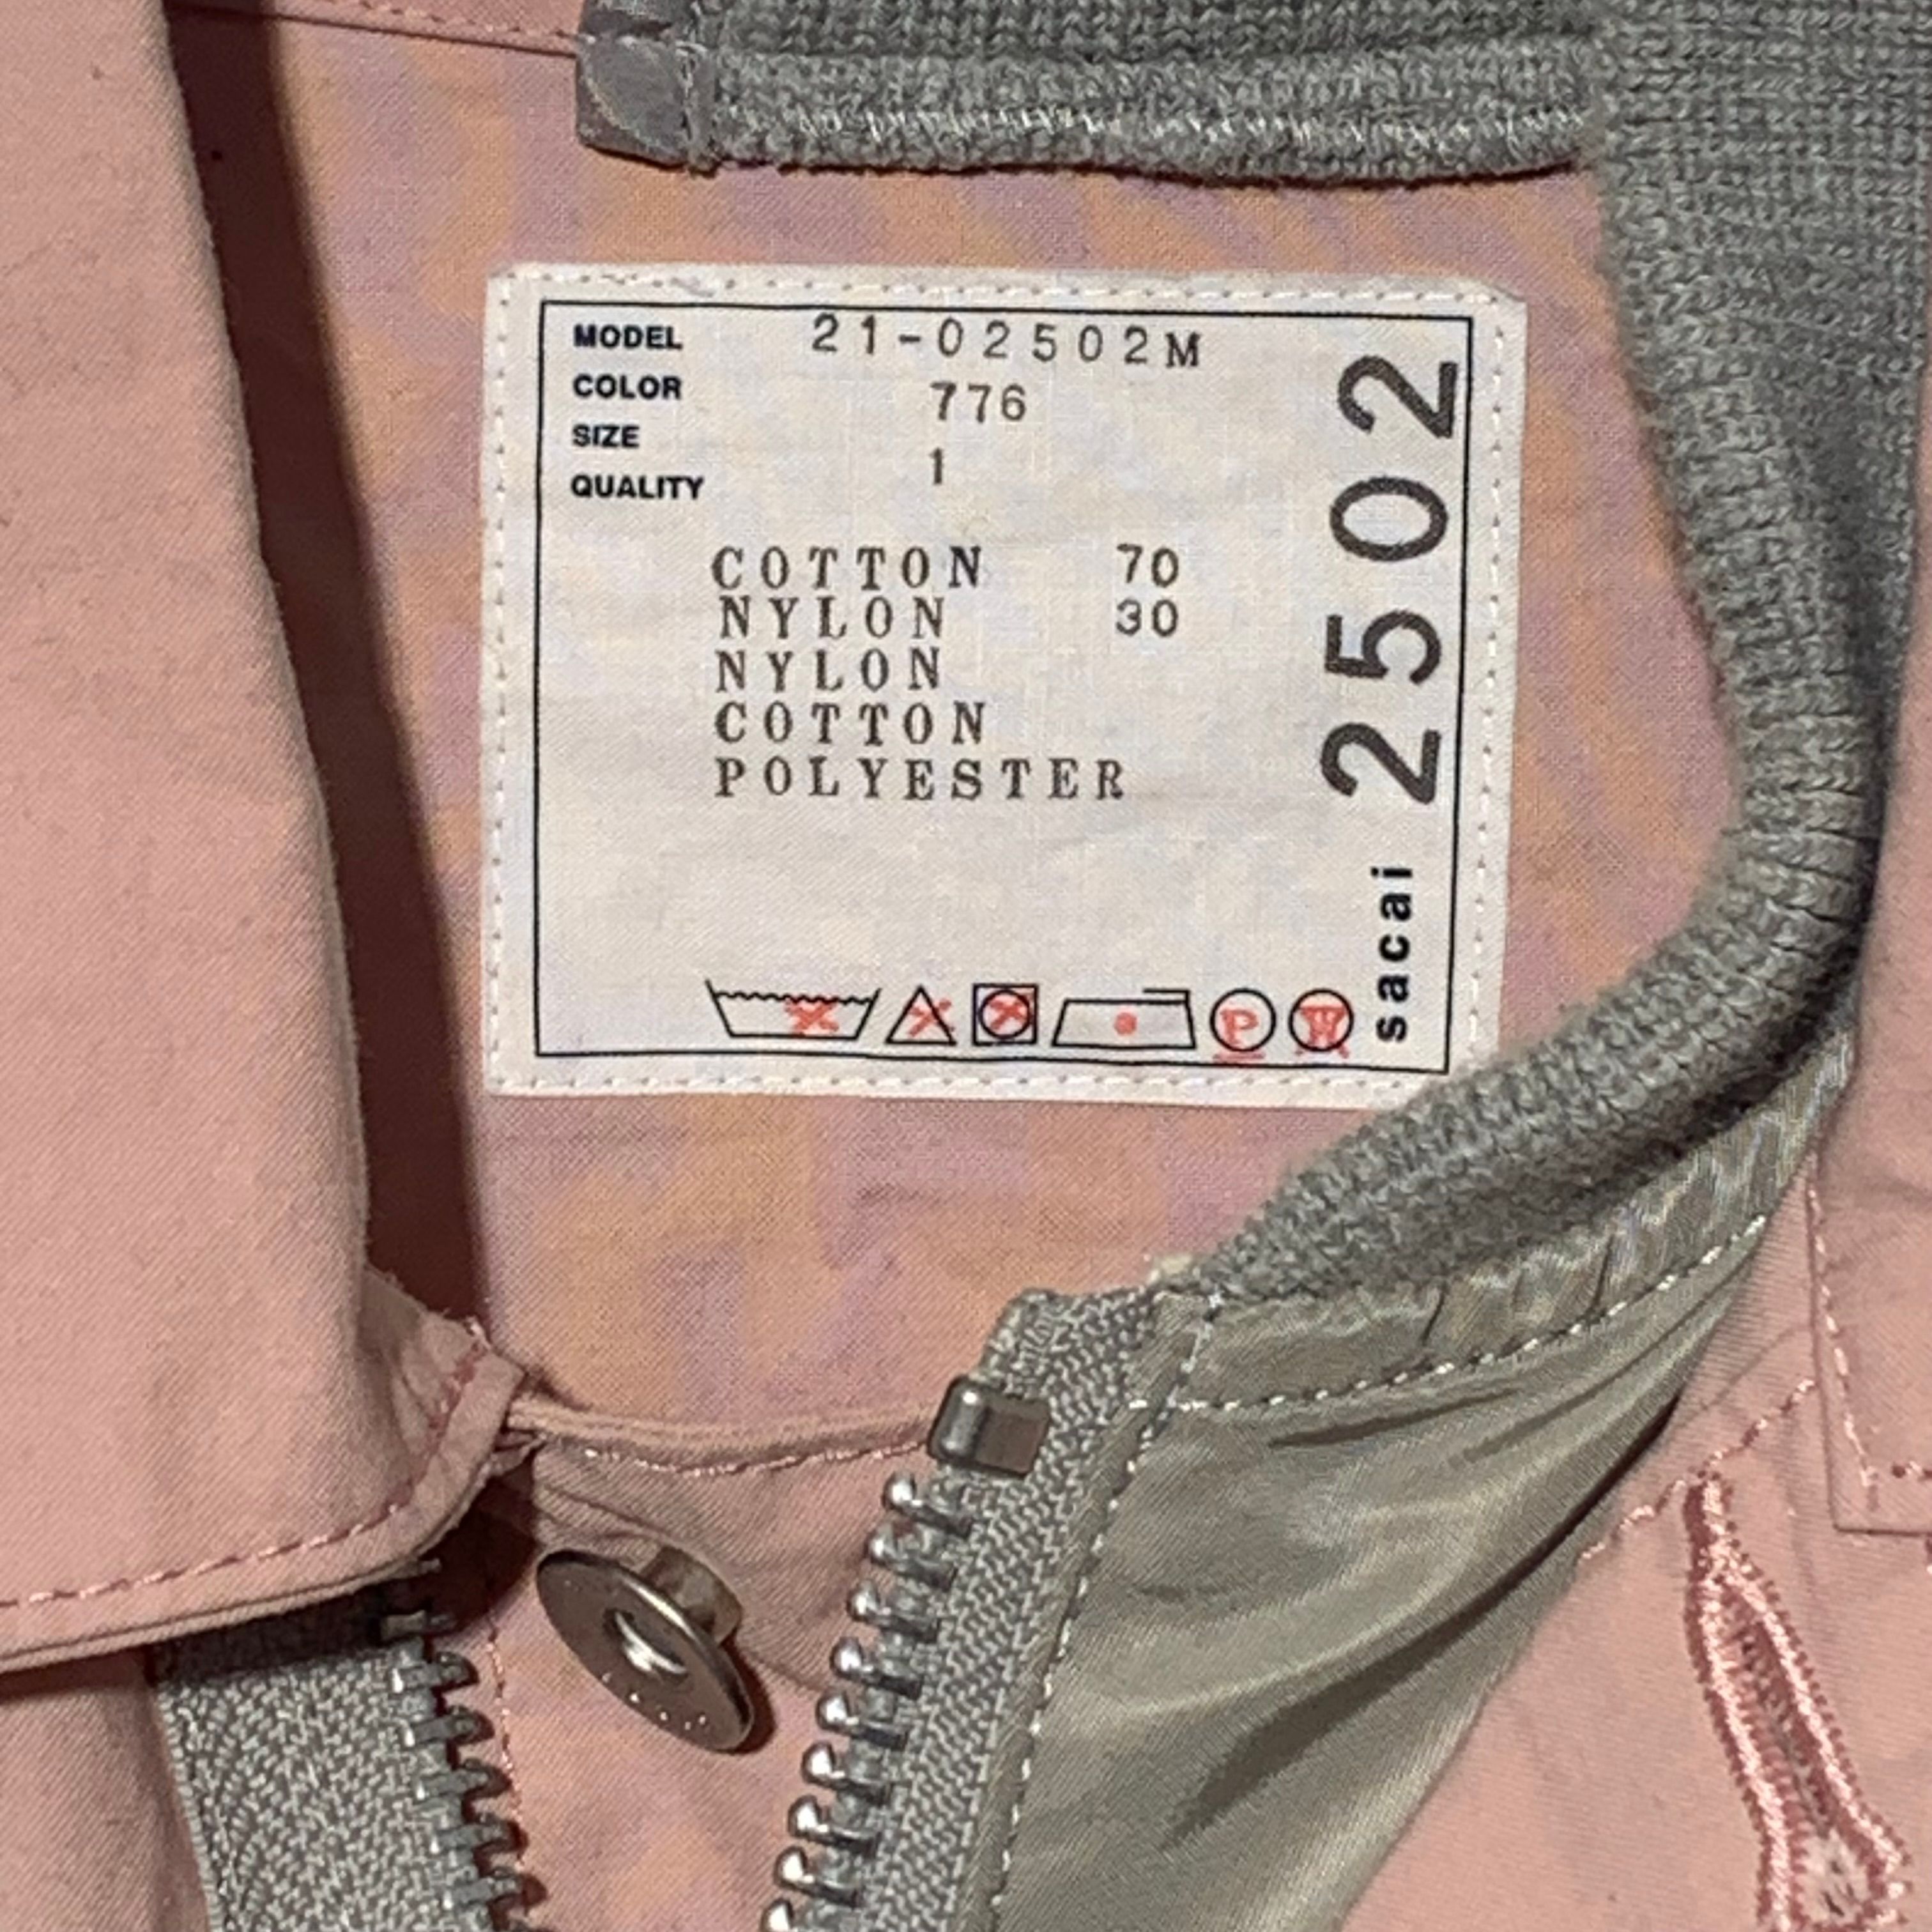 MODEL 21-02502M
COLOR 776
SIZE 1
QUALITY
COTTON 70
NYLON 30
NYLON
COTTON
POLYESTER
P W
sacai 2502